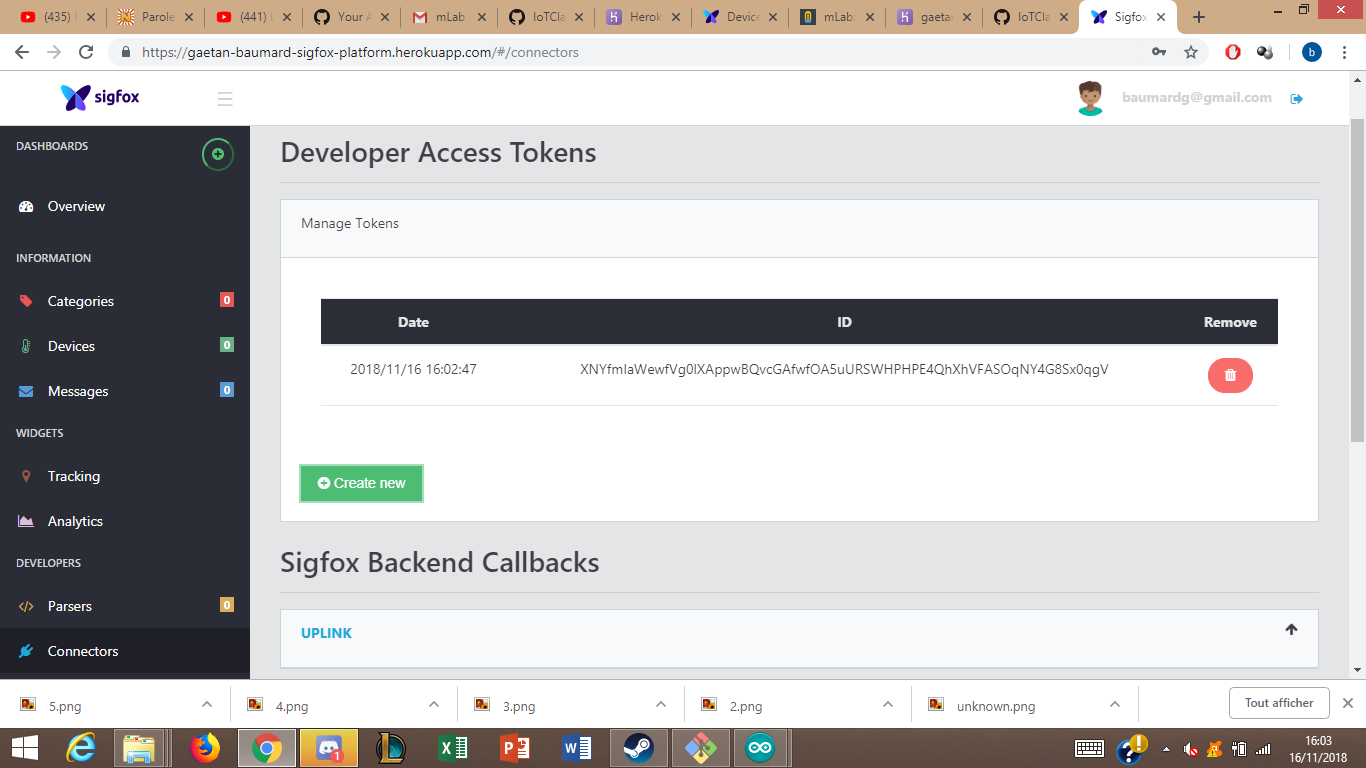 (435) I
Parole
(441) L
Your A
mLab
IoTCla
Herok
Device
mLab:
gaetan
IoTCla
Sigfox
https://gaetan-baumard-sigfox-platform.herokuapp.com/#/connectors
b
sigfox
baumardg@gmail.com
DASHBOARDS
Overview
INFORMATION
Categories 0
Devices 0
Messages 0
WIDGETS
Tracking
Analytics
DEVELOPERS
Parsers 0
Connectors
Developer Access Tokens
Manage Tokens
Date ID Remove
2018/11/16 16:02:47 XNYfmIaWewfVg0IXAppwBQvcGAfwfOA5uURSWHPHPE4QhXhVFASOqNY4G8Sx0qgV
Create new
Sigfox Backend Callbacks
UPLINK
5.png
4.png
3.png
2.png
unknown.png
Tout afficher
1
16:03
16/11/2018